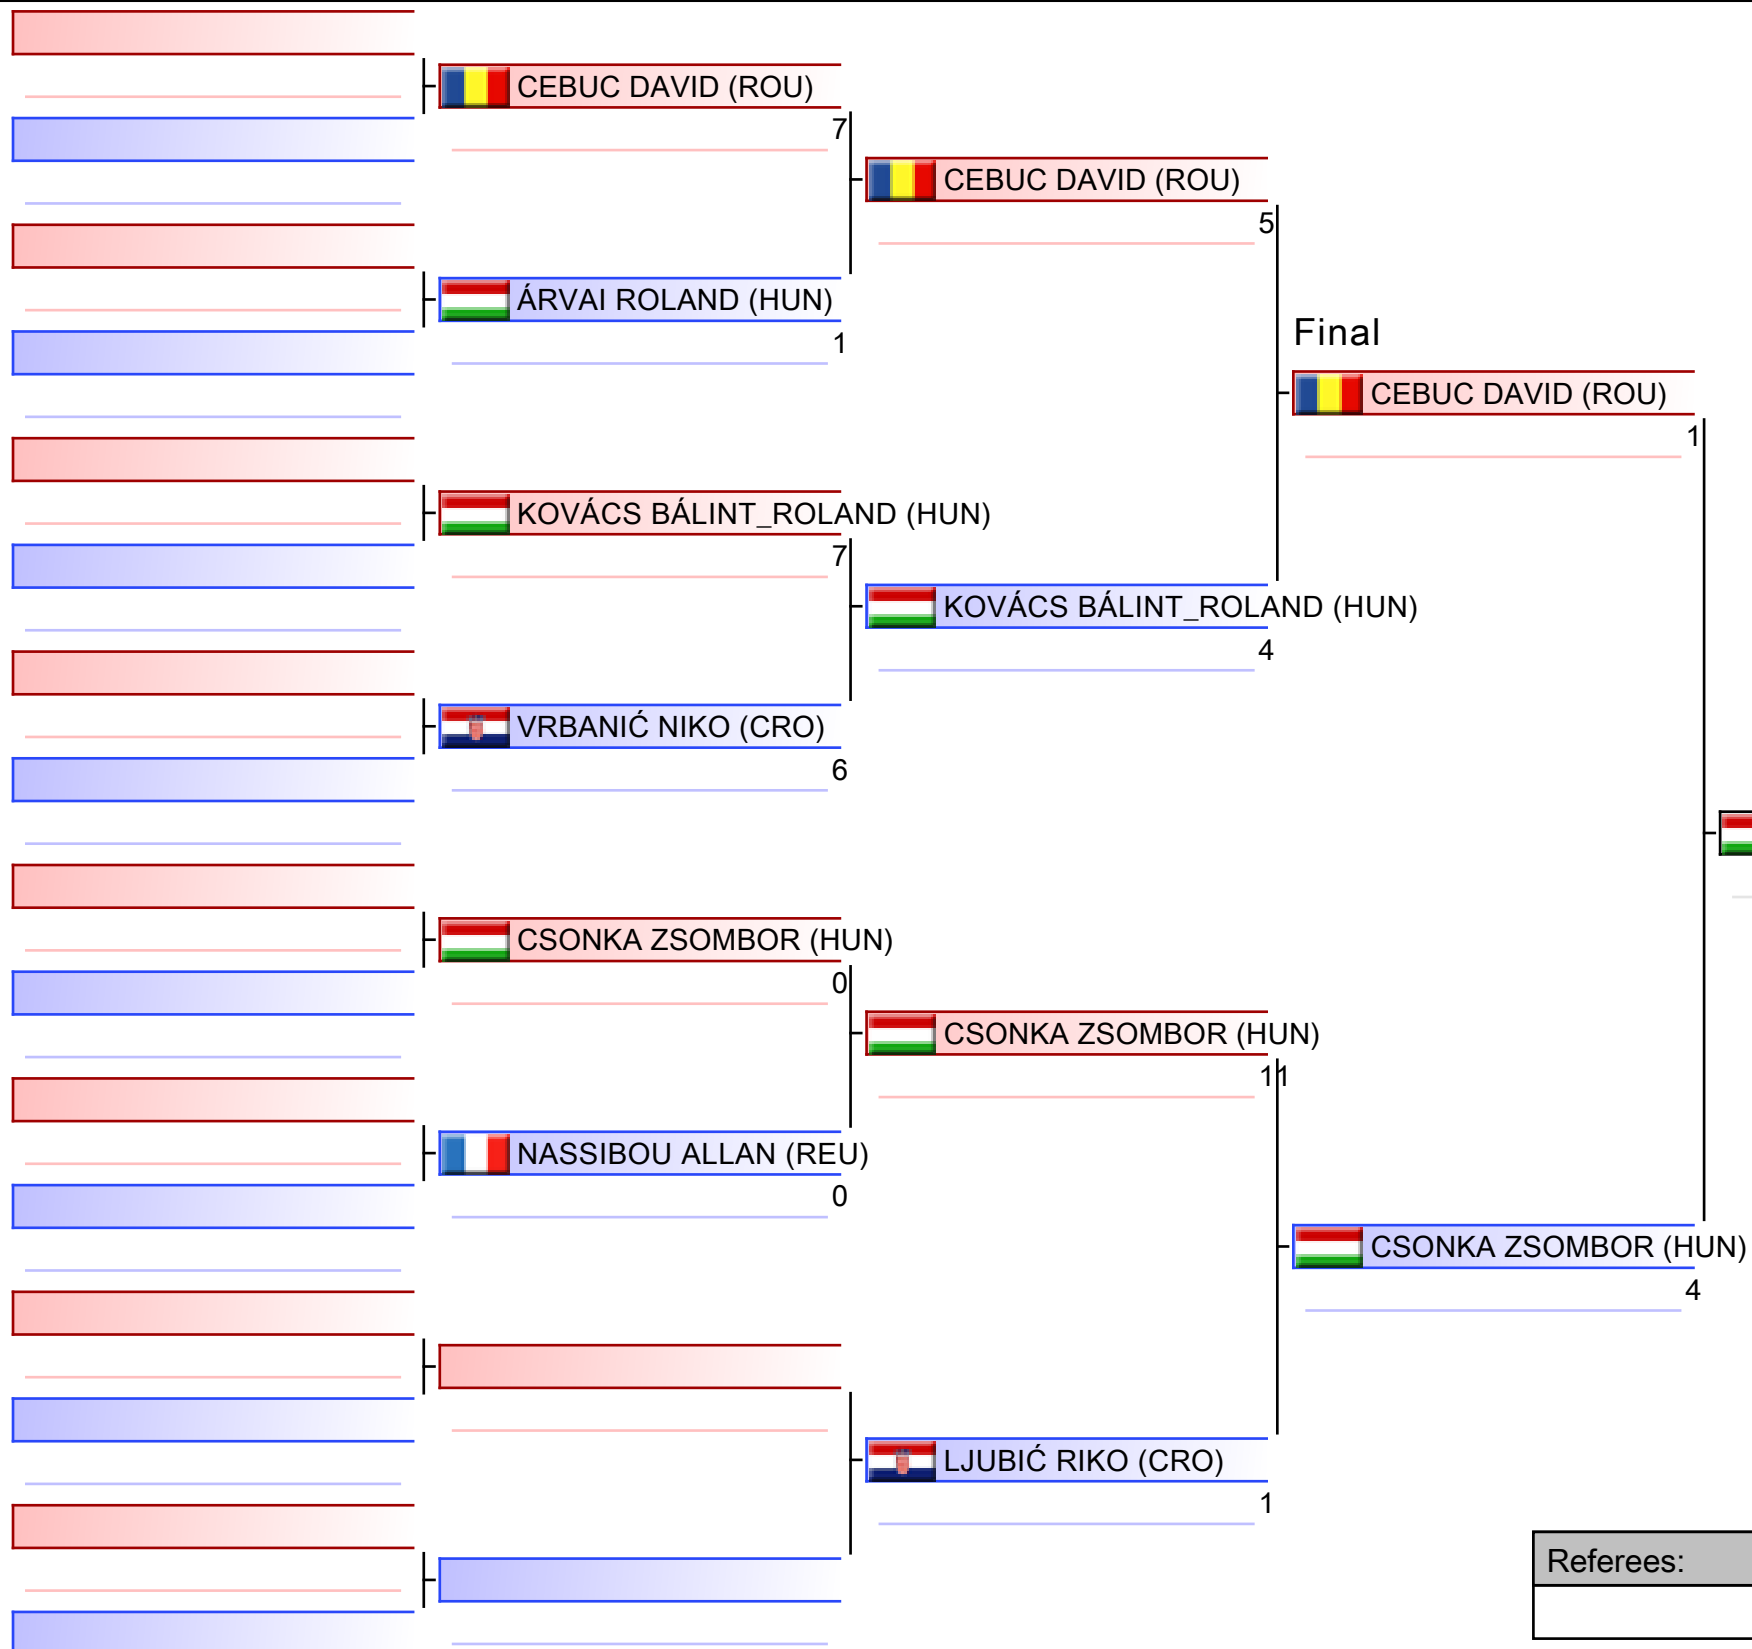 CEBUC DAVID (ROU)
7
CEBUC DAVID (ROU)
5
ÁRVAI ROLAND (HUN)
1
Final
CEBUC DAVID (ROU)
1
KOVÁCS BÁLINT_ROLAND (HUN)
7
KOVÁCS BÁLINT_ROLAND (HUN)
4
VRBANIĆ NIKO (CRO)
6
CSONKA ZSOMBOR (HUN)
0
CSONKA ZSOMBOR (HUN)
11
NASSIBOU ALLAN (REU)
0
CSONKA ZSOMBOR (HUN)
4
LJUBIĆ RIKO (CRO)
1
Referees: